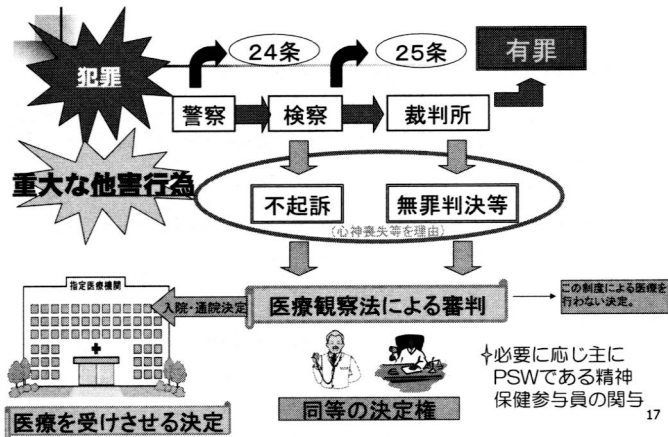 24条
25条
有罪
犯罪
警察
検察
裁判所
重大な他害行為
不起訴
無罪判決等
(心神喪失等を理由)
指定医療機関
入院・通院決定
医療観察法による審判
この制度による医療を
行わない決定。
必要に応じ主に
PSWである精神
保健参与員の関与
医療を受けさせる決定
同等の決定権
17